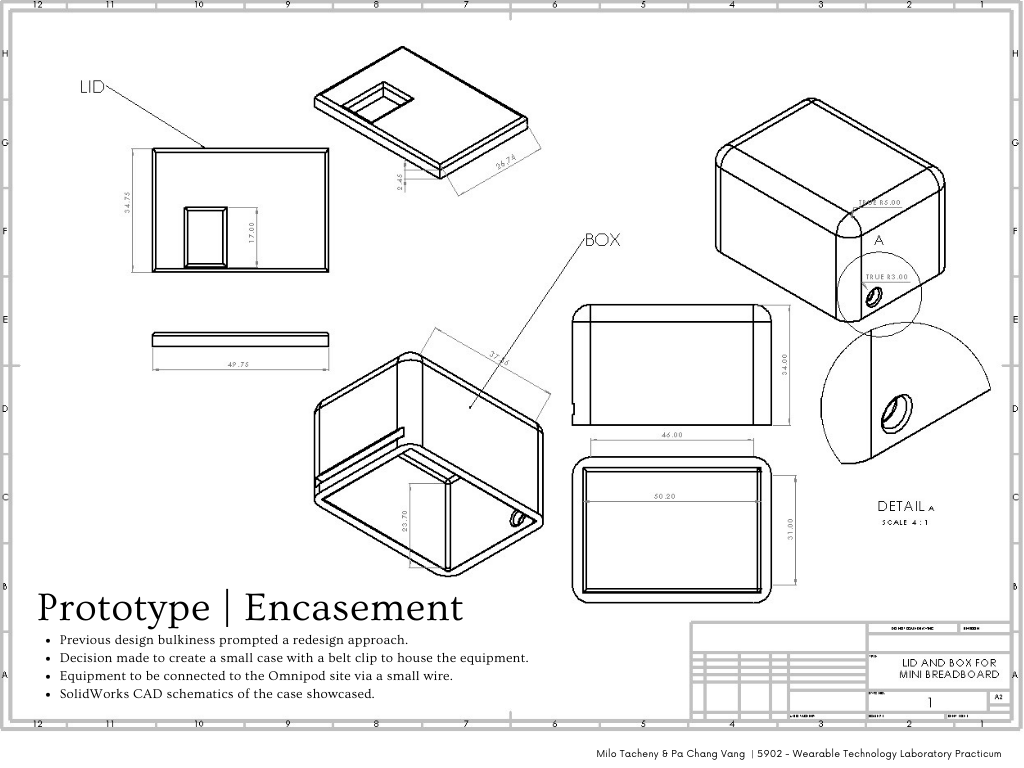 12 11 10 9 8 7 6 5 4 3 2 1
H H
LID
G G
26.74
2.45
34.75
TRUE R5.00
F F
17.00
BOX
A
TRUE R3.00
E E
34.00
49.75
D D
46.00
C C
50.20
23.70
31.00
DETAIL A
SCALE 4 : 1
B B
Prototype | Encasement
• Previous design bulkiness prompted a redesign approach.
• Decision made to create a small case with a belt clip to house the equipment.
• Equipment to be connected to the Omnipod site via a small wire.
• SolidWorks CAD schematics of the case showcased.
LID AND BOX FOR
MINI BREADBOARD
A A
1
A2
12 11 10 9 8 7 6 5 4 3 2 1
Milo Tacheny & Pa Chang Vang | 5902 - Wearable Technology Laboratory Practicum